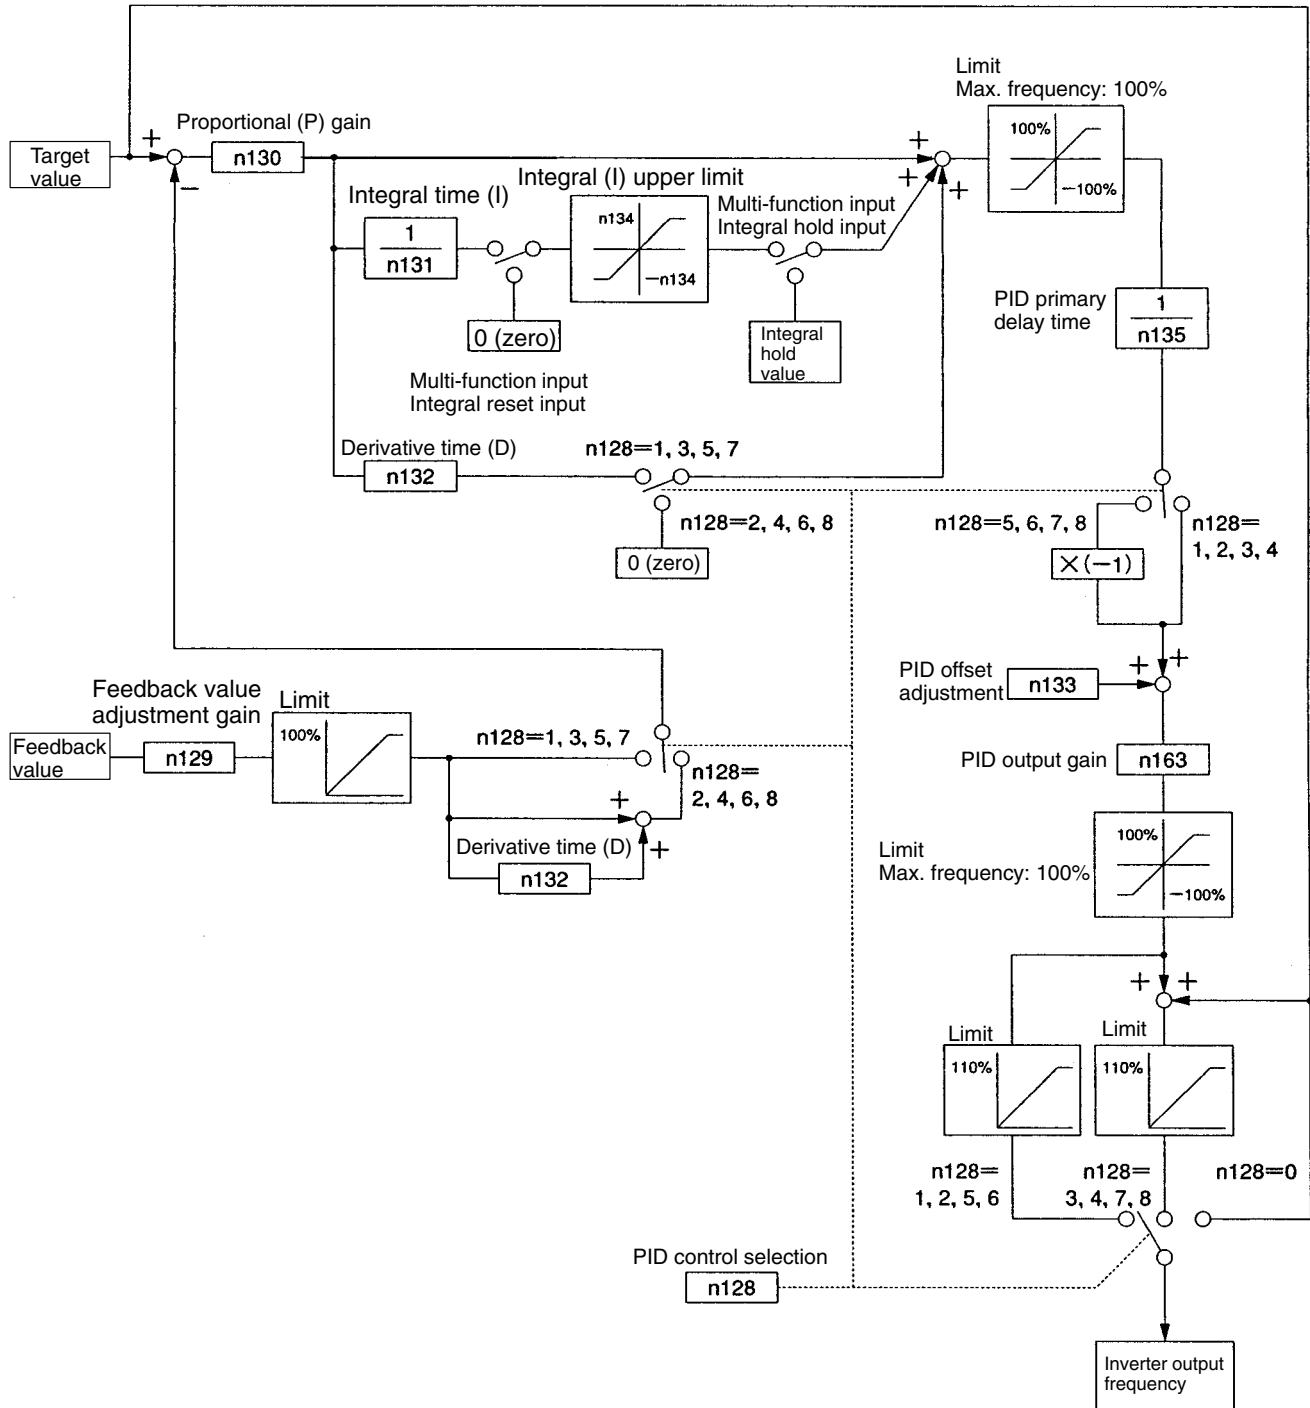 Limit
Max. frequency: 100%
100%
−100%
Proportional (P) gain
+
Target
value
n130
−
+
+
+
Integral time (I)
Integral (I) upper limit
Multi-function input
Integral hold input
1
n131
n134
−n134
0 (zero)
Integral
hold
value
Multi-function input
Integral reset input
PID primary
delay time
1
n135
Derivative time (D)
n128=1, 3, 5, 7
n132
n128=2, 4, 6, 8
0 (zero)
n128=5, 6, 7, 8
n128=
1, 2, 3, 4
×(−1)
+
+
PID offset
adjustment
n133
Feedback value
adjustment gain
Limit
100%
Feedback
value
n129
n128=1, 3, 5, 7
n128=
2, 4, 6, 8
+
Derivative time (D)
+
n132
PID output gain
n163
Limit
Max. frequency: 100%
100%
−100%
+
+
Limit
Limit
110%
110%
n128=
1, 2, 5, 6
n128=
3, 4, 7, 8
n128=0
PID control selection
n128
Inverter output
frequency